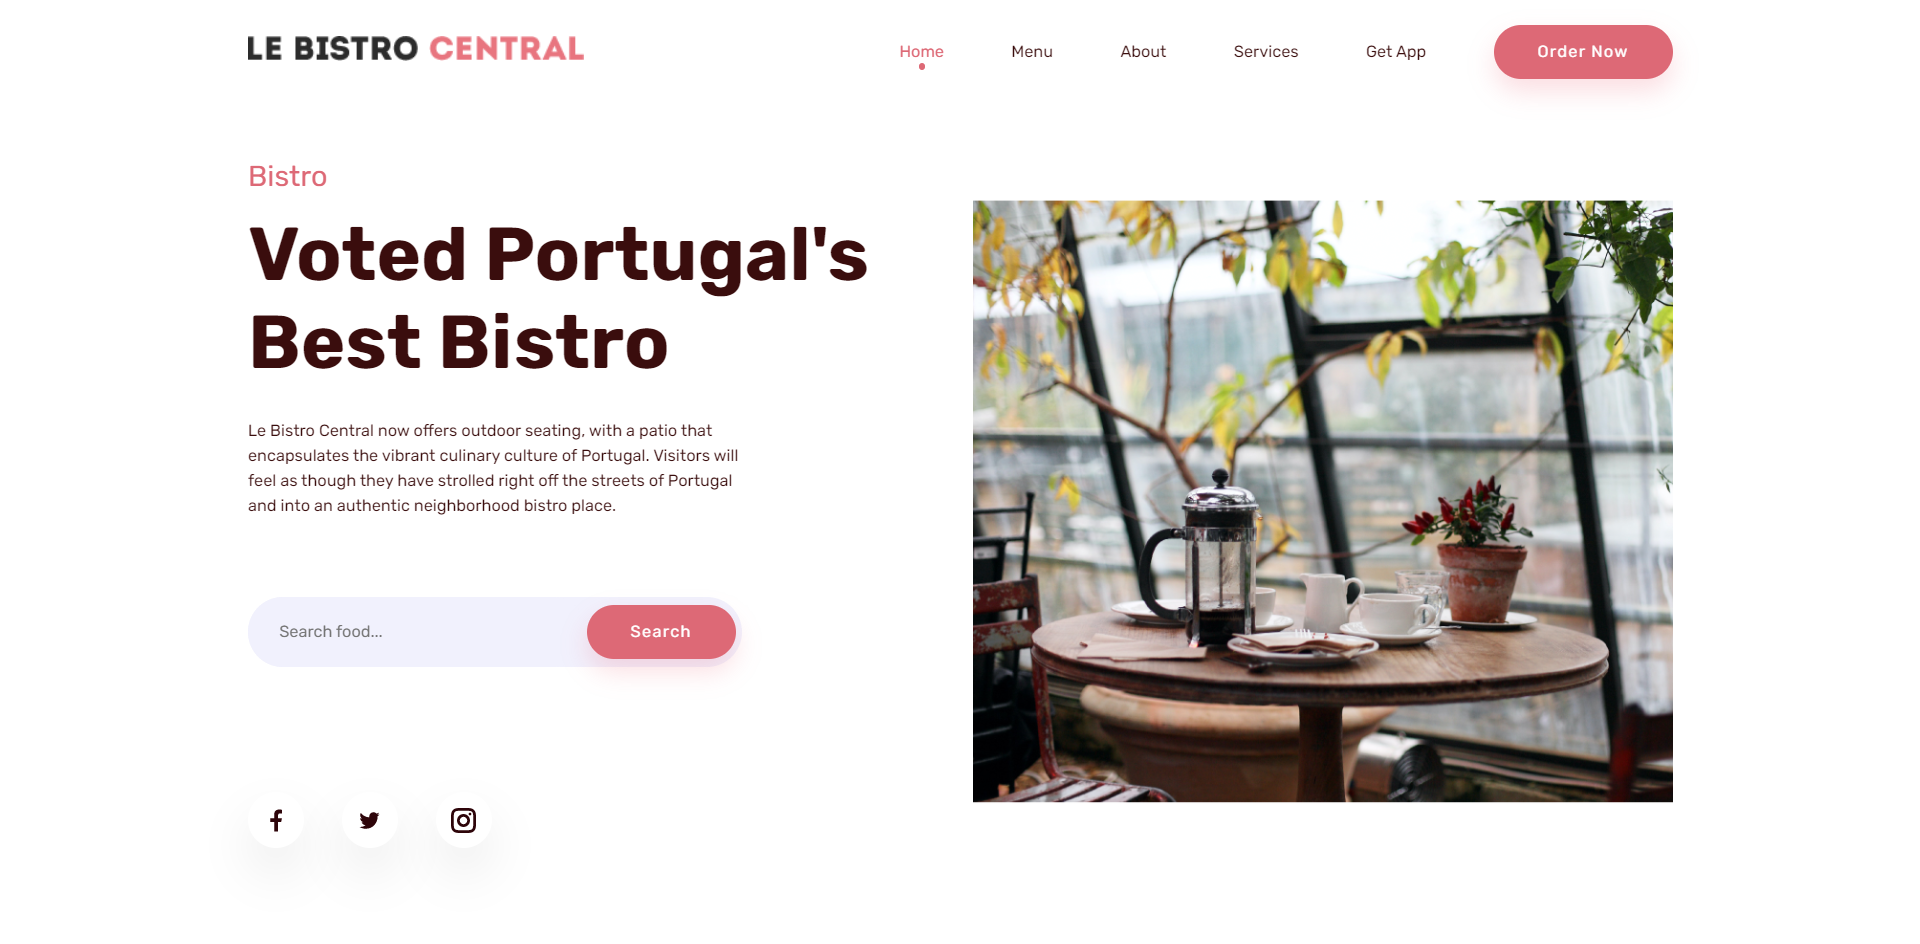 LE BISTRO CENTRAL
Home Menu About Services Get App Order Now
Bistro
Voted Portugal's
Best Bistro
Le Bistro Central now offers outdoor seating, with a patio that
encapsulates the vibrant culinary culture of Portugal. Visitors will
feel as though they have strolled right off the streets of Portugal
and into an authentic neighborhood bistro place.
Search food... Search